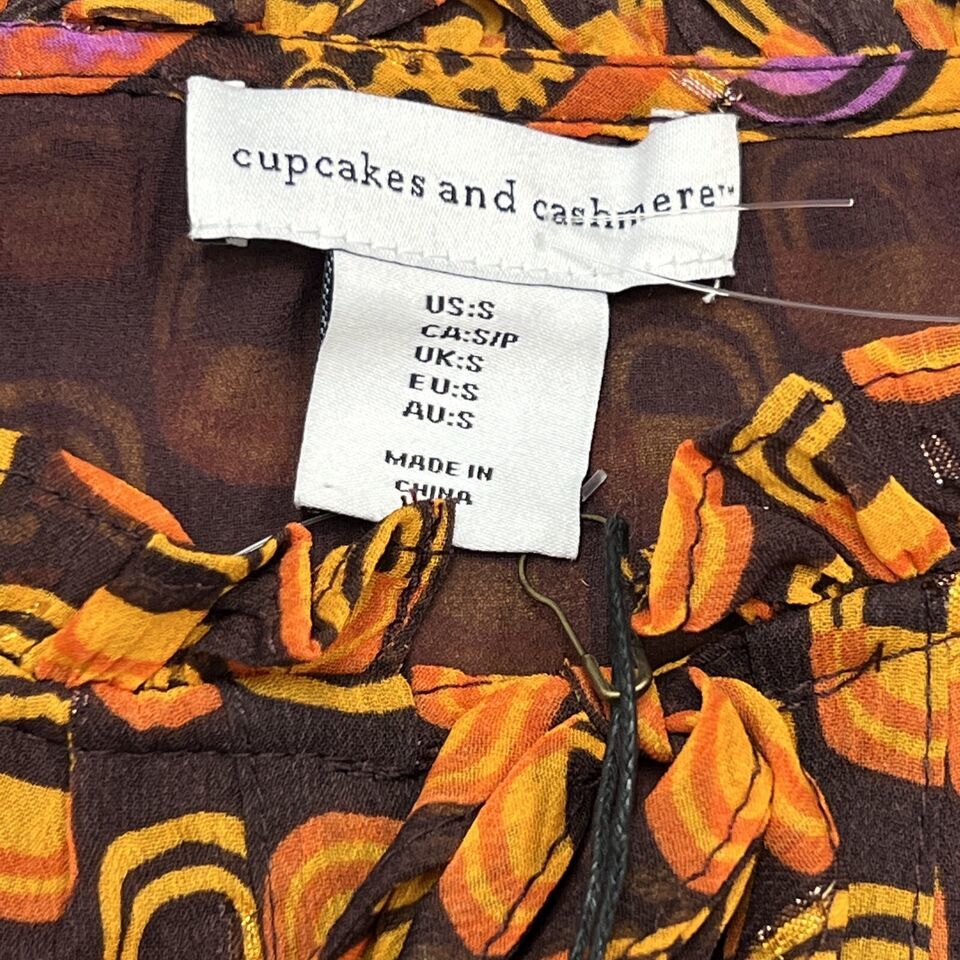 cupcakes and cashmere™
US:S
CA:S/P
UK:S
EU:S
AU:S
MADE IN
CHINA